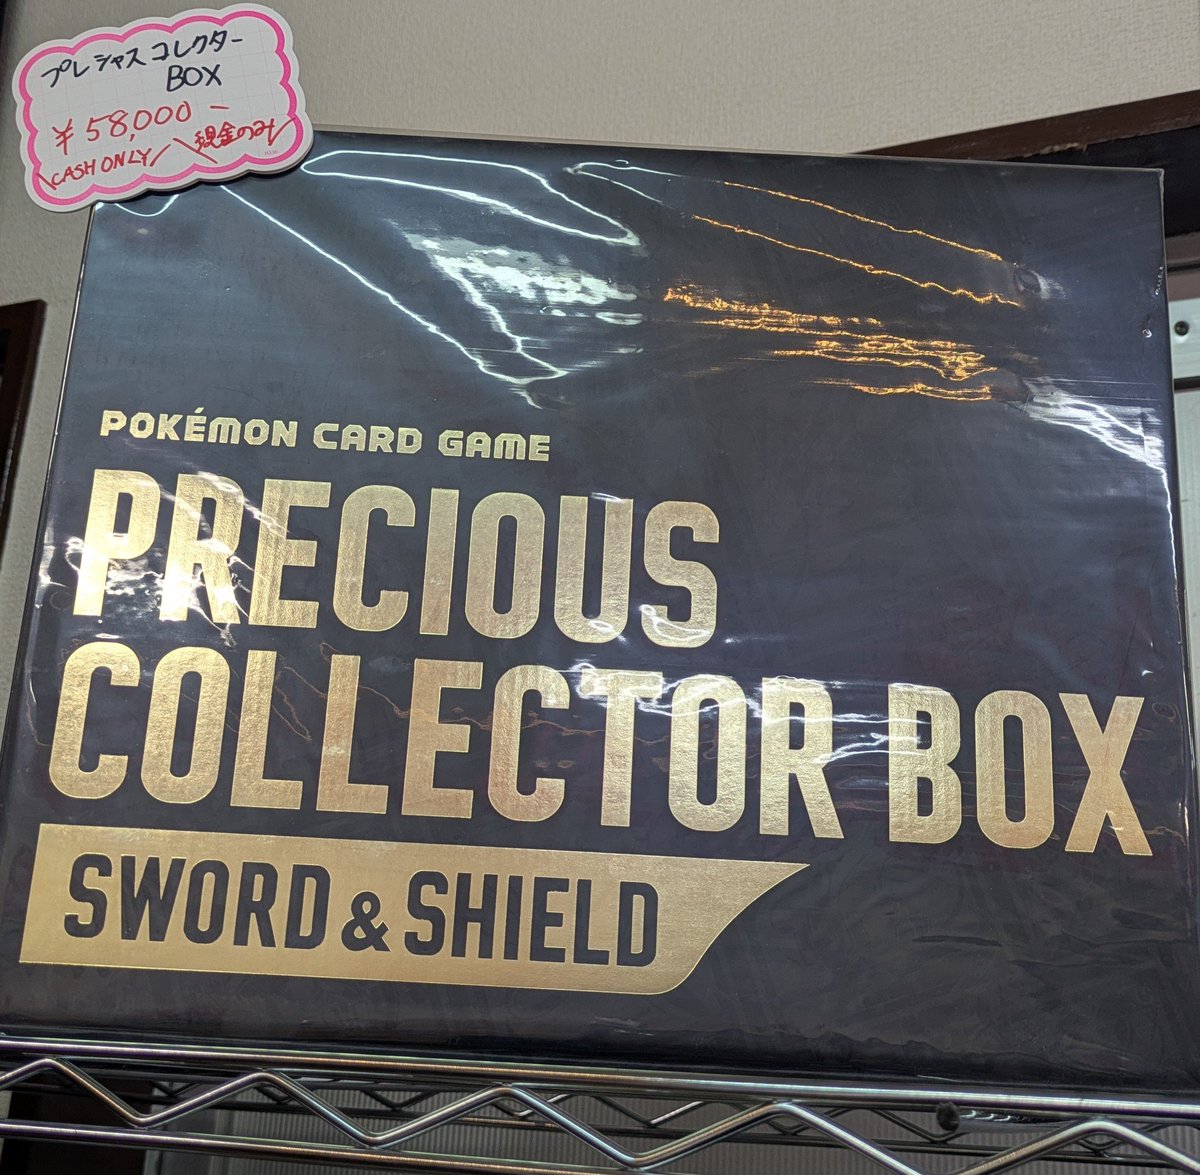 プレシャスコレクター
BOX
¥58,000-
\CASH ONLY/ \現金のみ/
POKÉMON CARD GAME
PRECIOUS
COLLECTOR BOX
SWORD & SHIELD